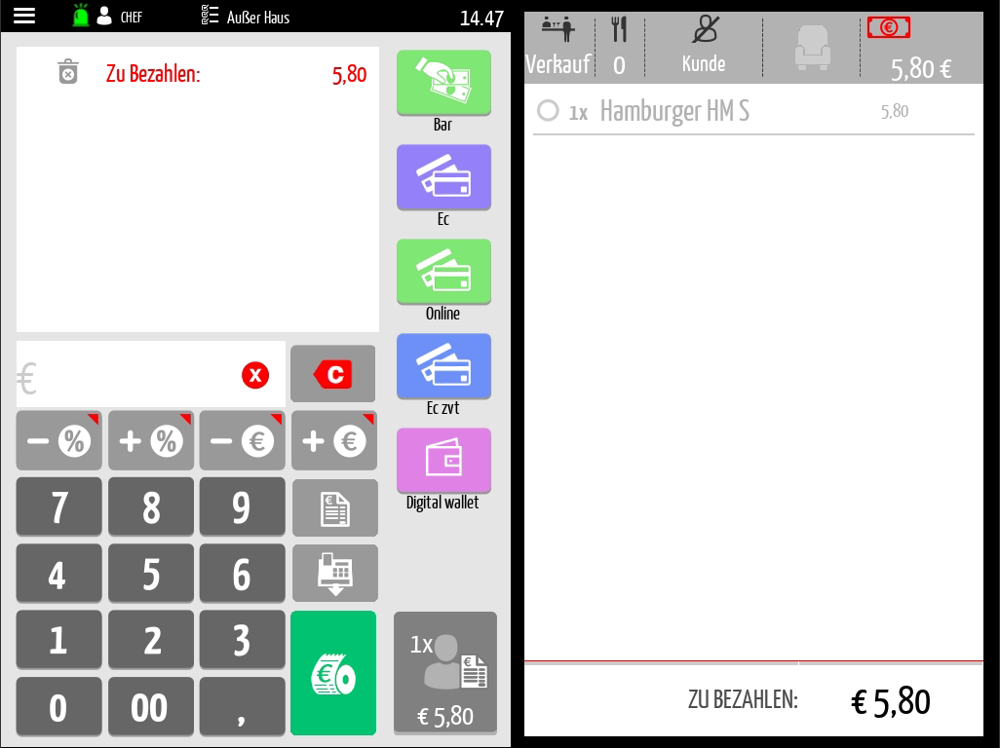 CHEF
Außer Haus
14.47
Zu Bezahlen: 5,80
Bar
Ec
Online
Ec zvt
Digital wallet
€
X
C
− % + % − € + €
7 8 9
4 5 6
1 2 3
0 00 ,
1x
€ 5,80
Verkauf 0 Kunde 5,80 €
1x Hamburger HM S 5,80
ZU BEZAHLEN: € 5,80